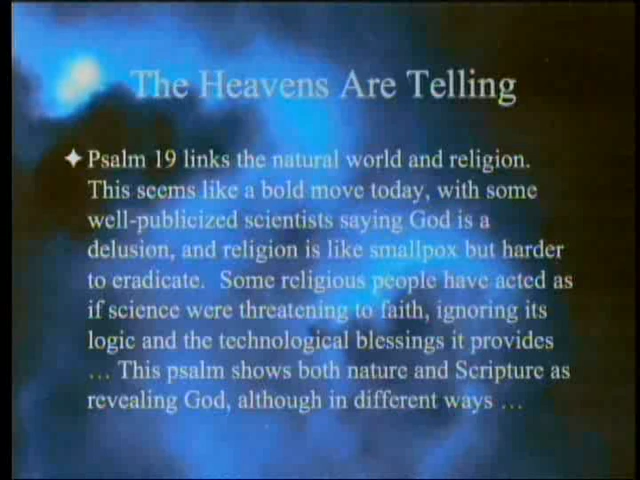 The Heavens Are Telling
Psalm 19 links the natural world and religion.
This seems like a bold move today, with some
well-publicized scientists saying God is a
delusion, and religion is like smallpox but harder
to eradicate. Some religious people have acted as
if science were threatening to faith, ignoring its
logic and the technological blessings it provides
… This psalm shows both nature and Scripture as
revealing God, although in different ways …